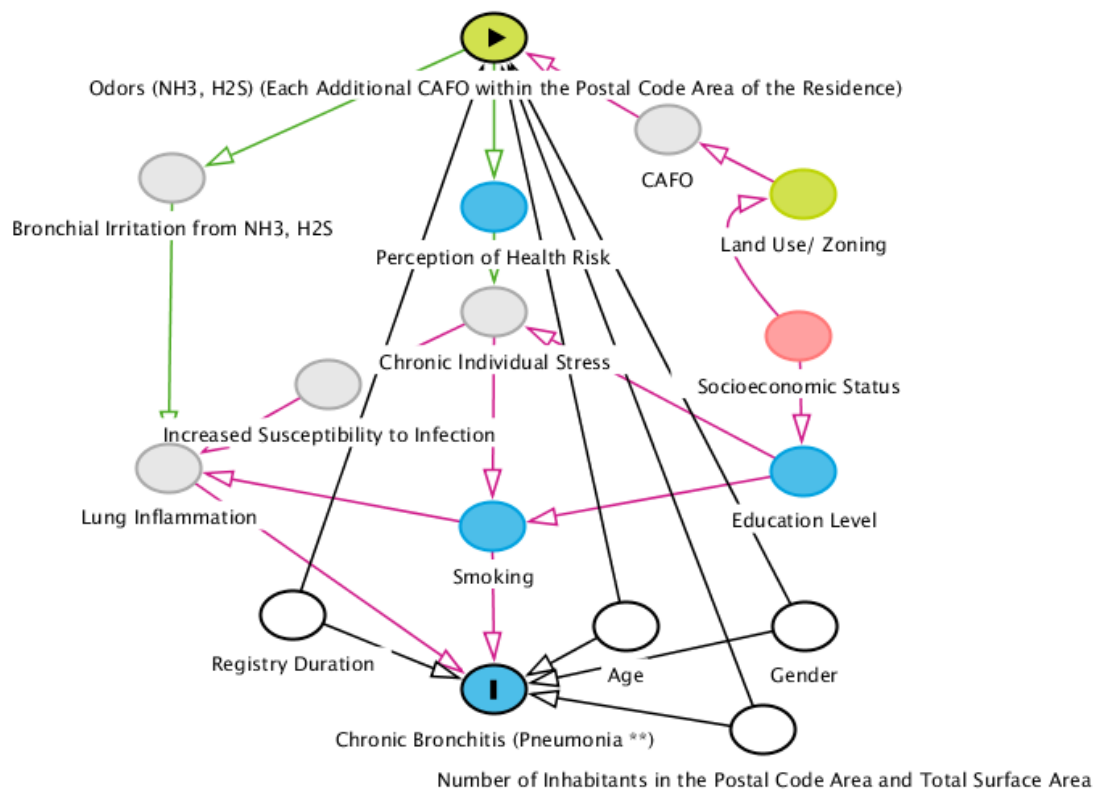 Odors (NH3, H2S) (Each Additional CAFO within the Postal Code Area of the Residence)
CAFO
Bronchial Irritation from NH3, H2S
Land Use/ Zoning
Perception of Health Risk
Chronic Individual Stress
Socioeconomic Status
Increased Susceptibility to Infection
Lung Inflammation
Education Level
Smoking
Registry Duration
Age
Gender
Chronic Bronchitis (Pneumonia **)
Number of Inhabitants in the Postal Code Area and Total Surface Area